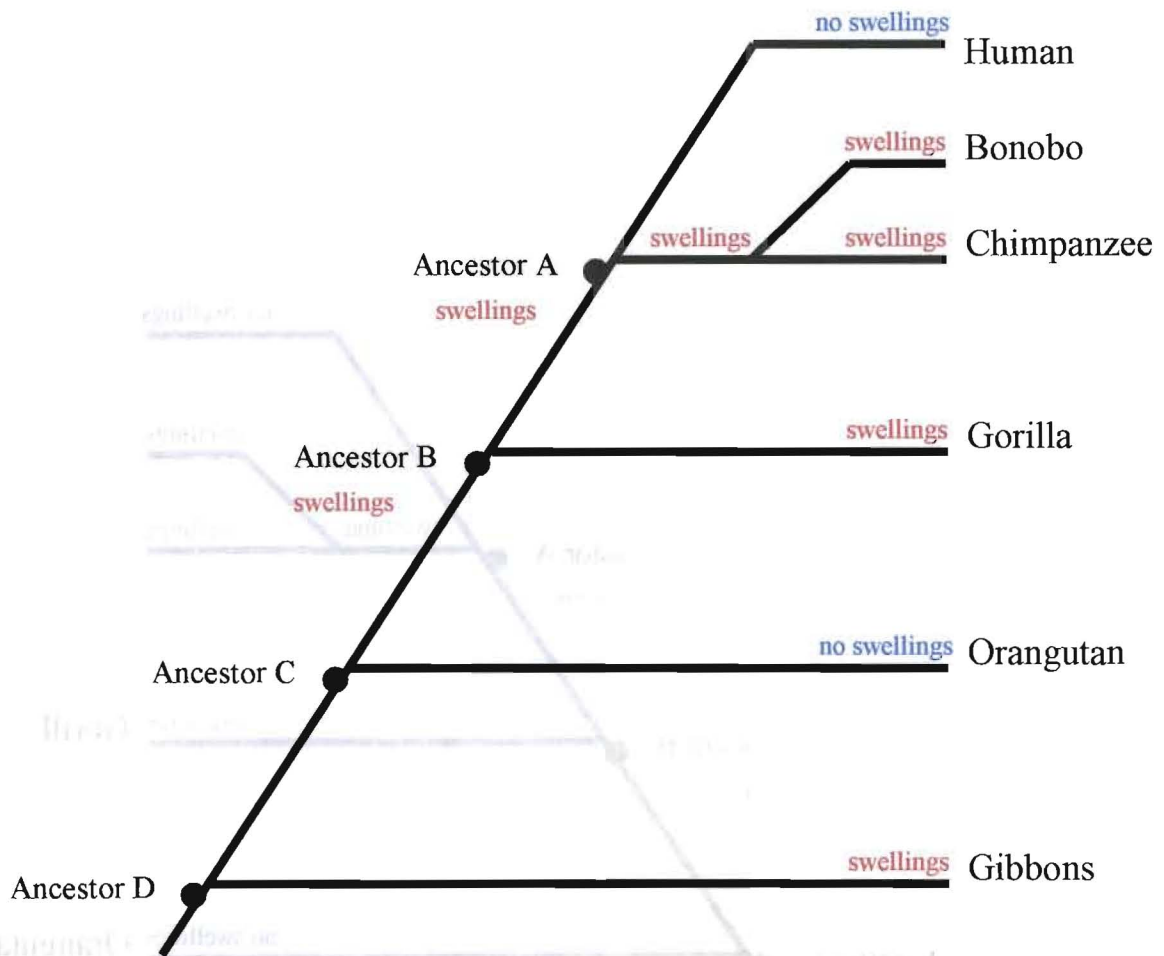 no swellings
Human
swellings
Bonobo
swellings
swellings
Chimpanzee
Ancestor A
swellings
swellings
Gorilla
Ancestor B
swellings
no swellings
Orangutan
Ancestor C
swellings
Gibbons
Ancestor D